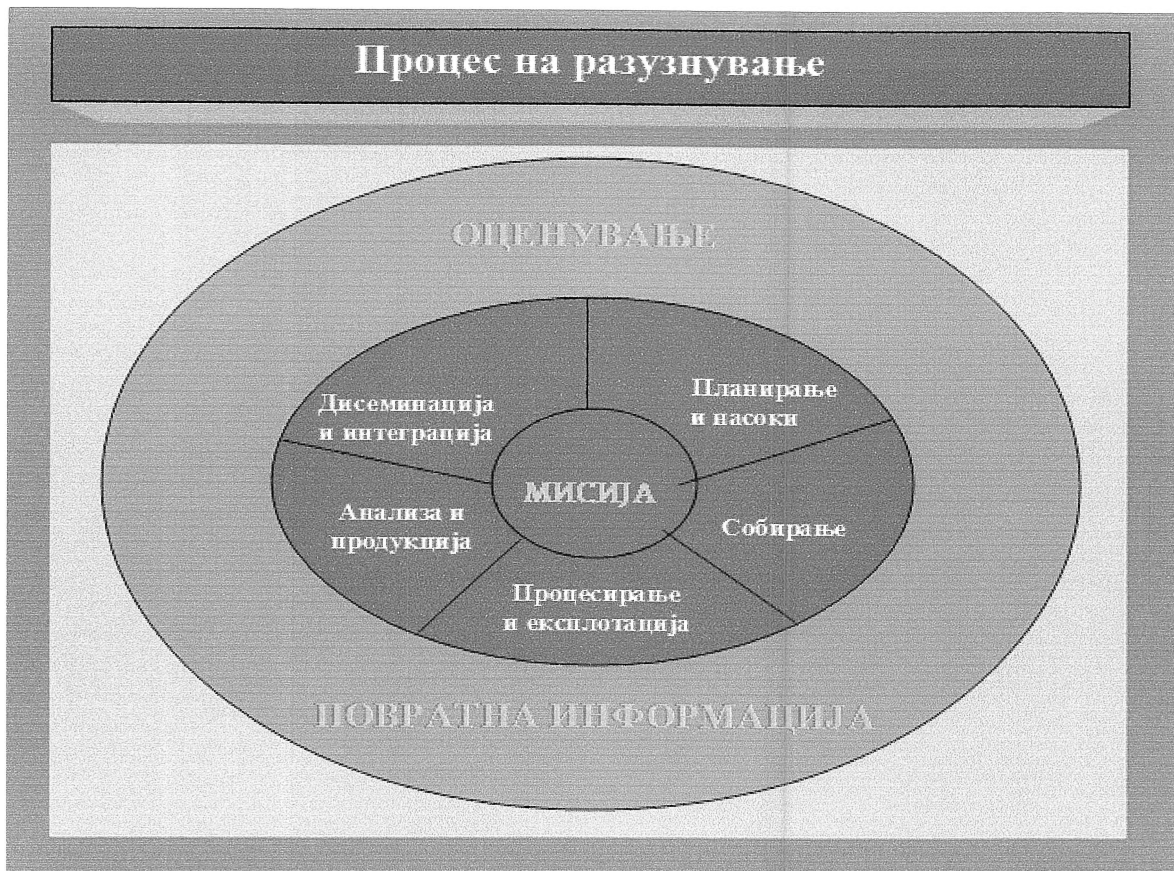 Процес на разузнување
ОЦЕНУВАЊЕ
Планирање
и насоки
Дисеминација
и интеграција
МИСИЈА
Собирање
Анализа и
продукција
Процесирање
и експлотација
ПОВРАТНА ИНФОРМАЦИЈА